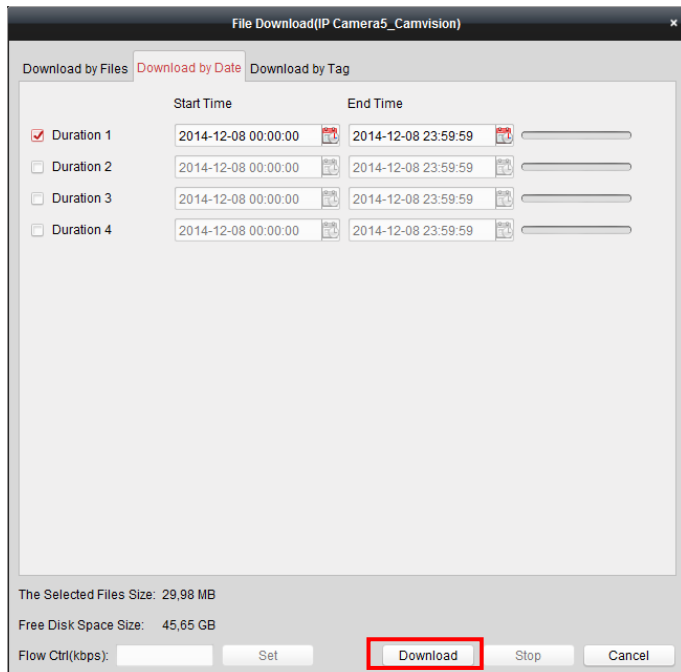 File Download(IP Camera5_Camvision) ×
Download by Files Download by Date Download by Tag
Start Time End Time
Duration 1 2014-12-08 00:00:00 2014-12-08 23:59:59
Duration 2 2014-12-08 00:00:00 2014-12-08 23:59:59
Duration 3 2014-12-08 00:00:00 2014-12-08 23:59:59
Duration 4 2014-12-08 00:00:00 2014-12-08 23:59:59
The Selected Files Size: 29,98 MB
Free Disk Space Size: 45,65 GB
Flow Ctrl(kbps): Set Download Stop Cancel